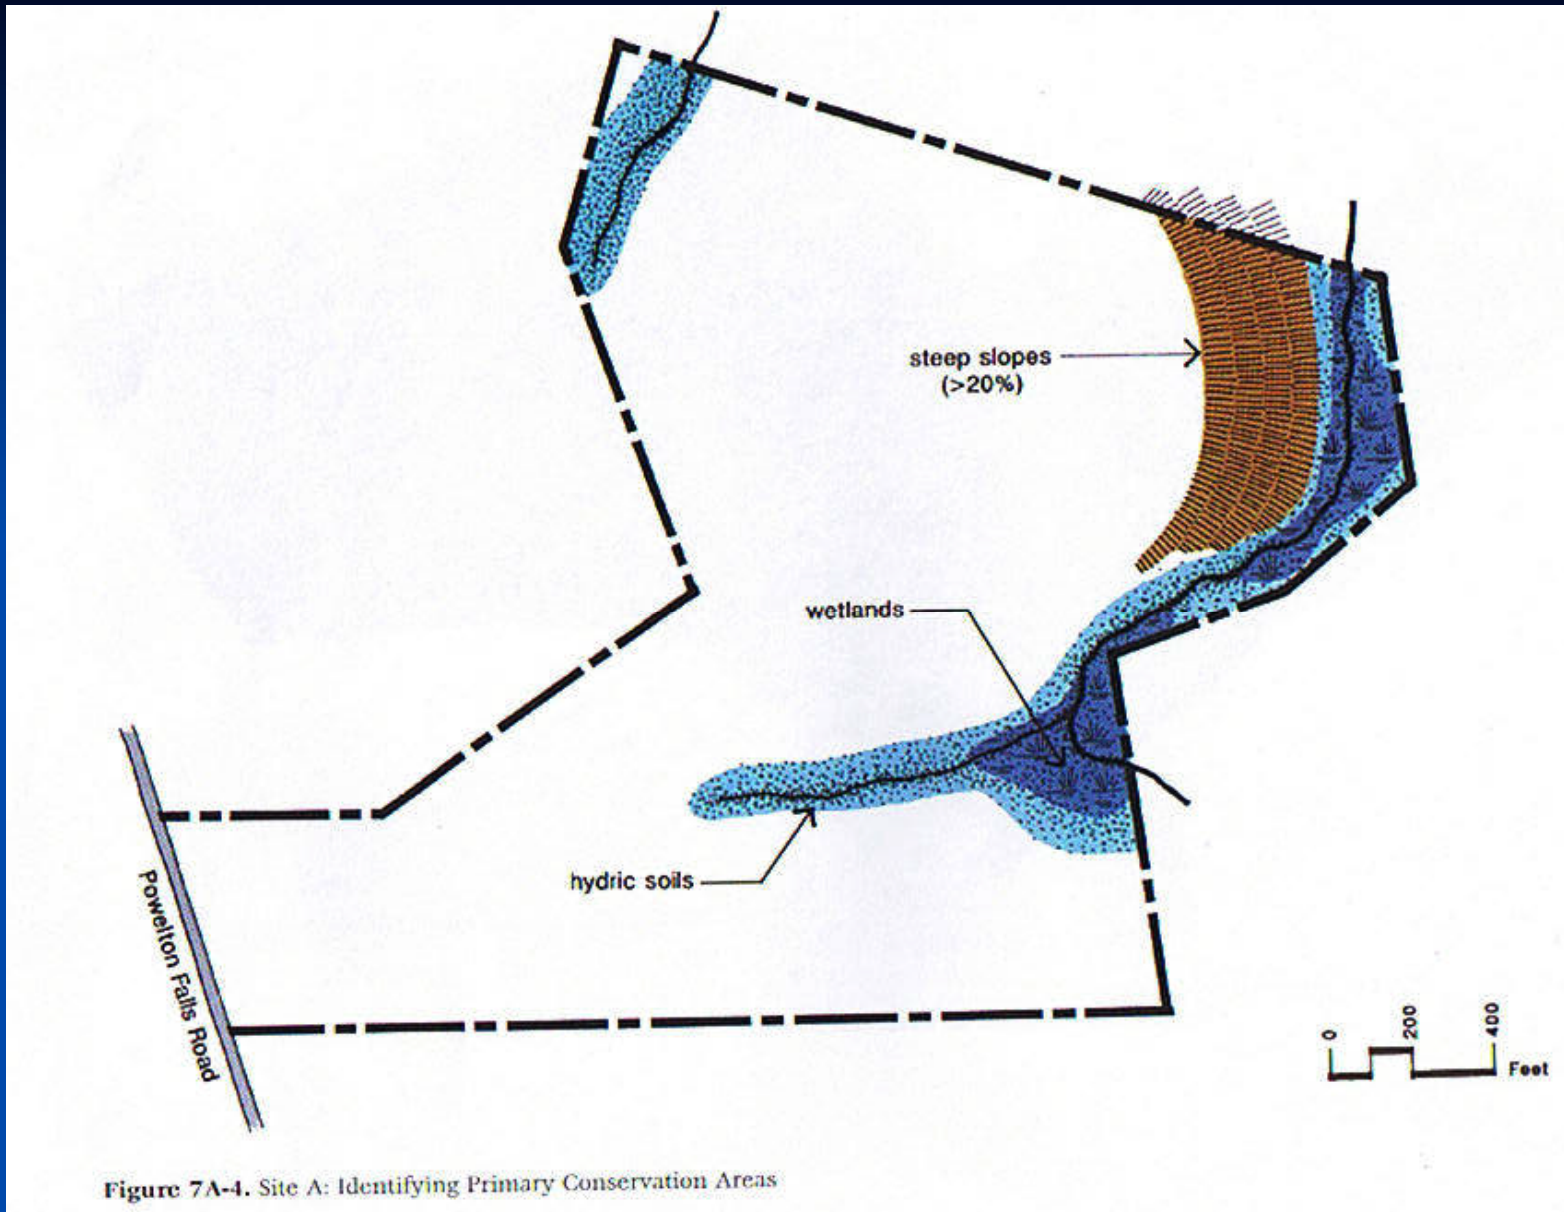 steep slopes
(>20%)
wetlands
hydric soils
Powelton Falls Road
0
200
400
Feet
Figure 7A-4. Site A: Identifying Primary Conservation Areas